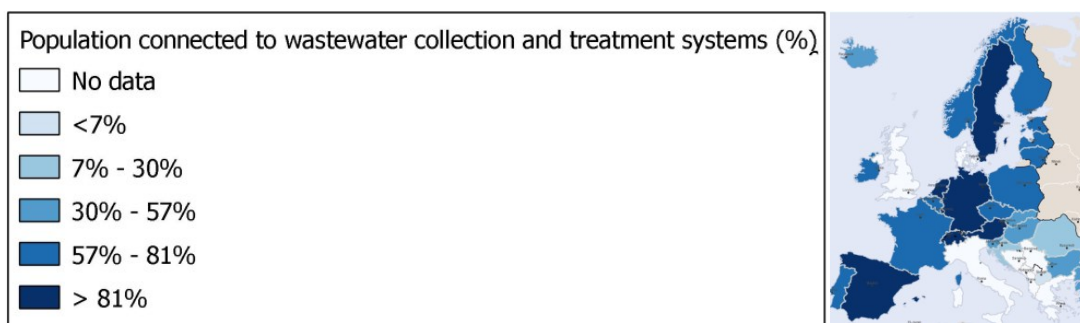 Population connected to wastewater collection and treatment systems (%)
No data
<7%
7% - 30%
30% - 57%
57% - 81%
> 81%